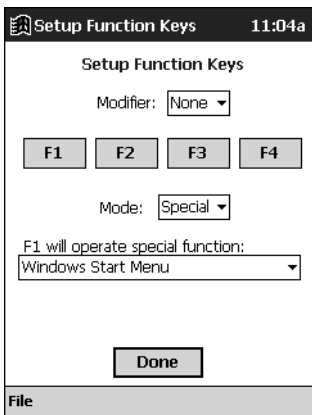 Setup Function Keys 11:04a
Setup Function Keys
Modifier: None
F1 F2 F3 F4
Mode: Special
F1 will operate special function:
Windows Start Menu
Done
File